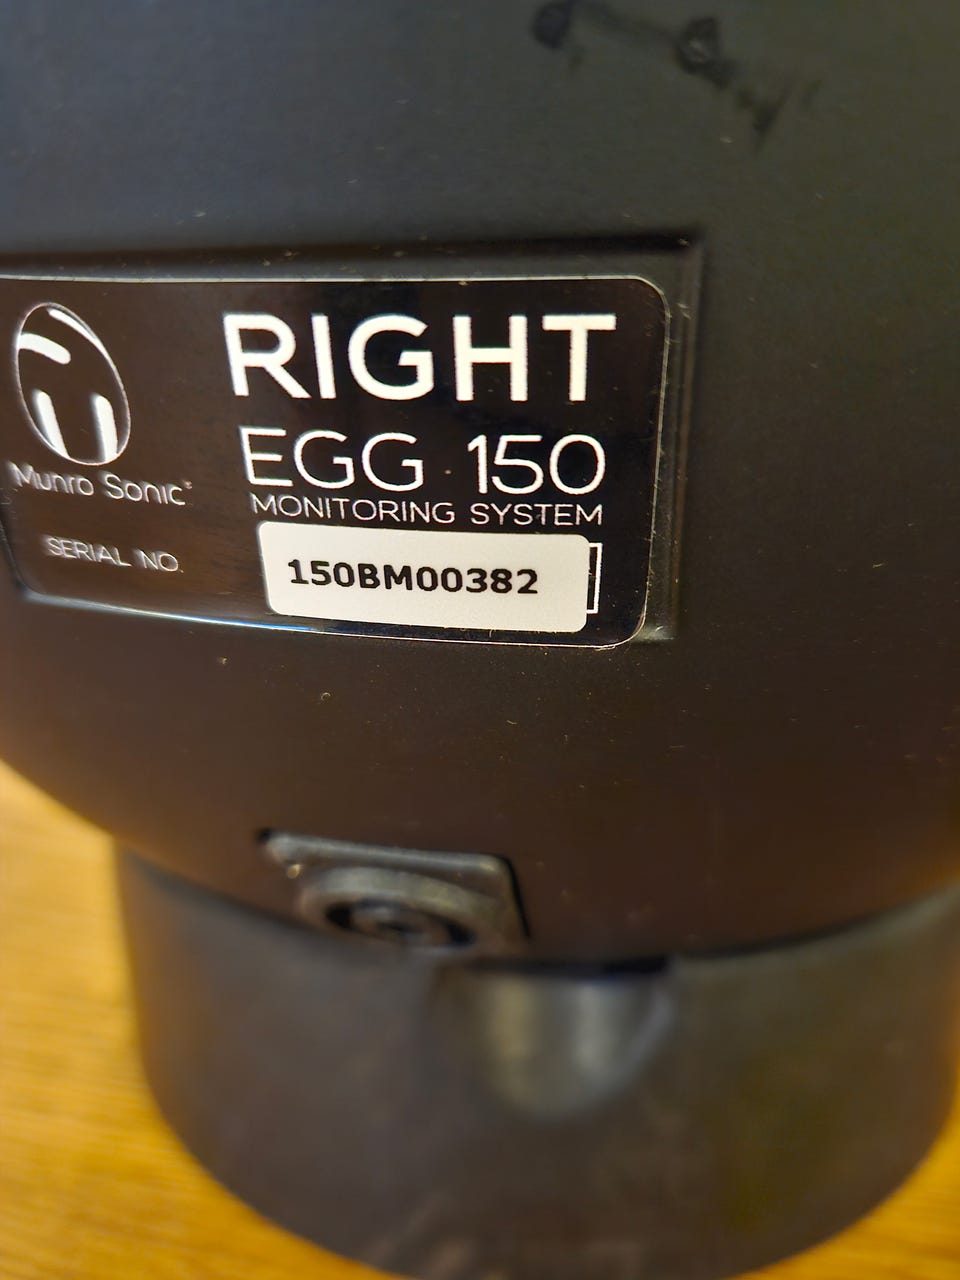 RIGHT
EGG 150
MONITORING SYSTEM
Munro Sonic
SERIAL NO.
150BM00382